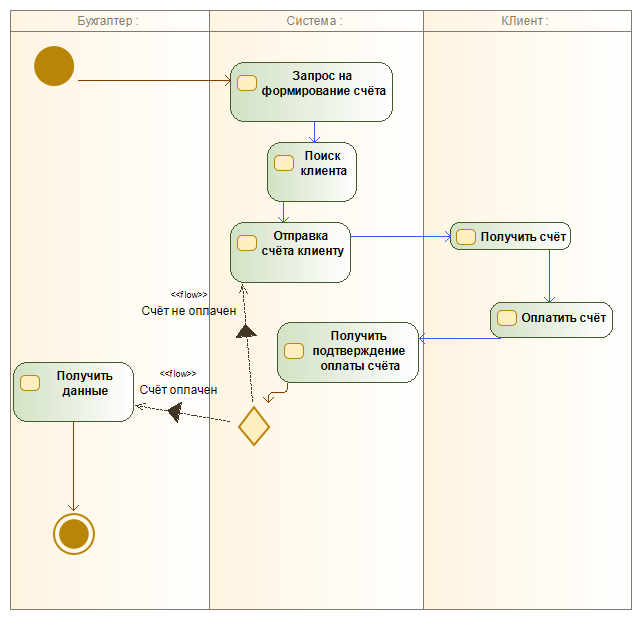 Бухгалтер :
Система :
КЛиент :
Запрос на
формирование счёта
Поиск
клиента
Отправка
счёта клиенту
Получить счёт
<<flow>>
Счёт не оплачен
Оплатить счёт
Получить
подтверждение
оплаты счёта
<<flow>>
Счёт оплачен
Получить
данные